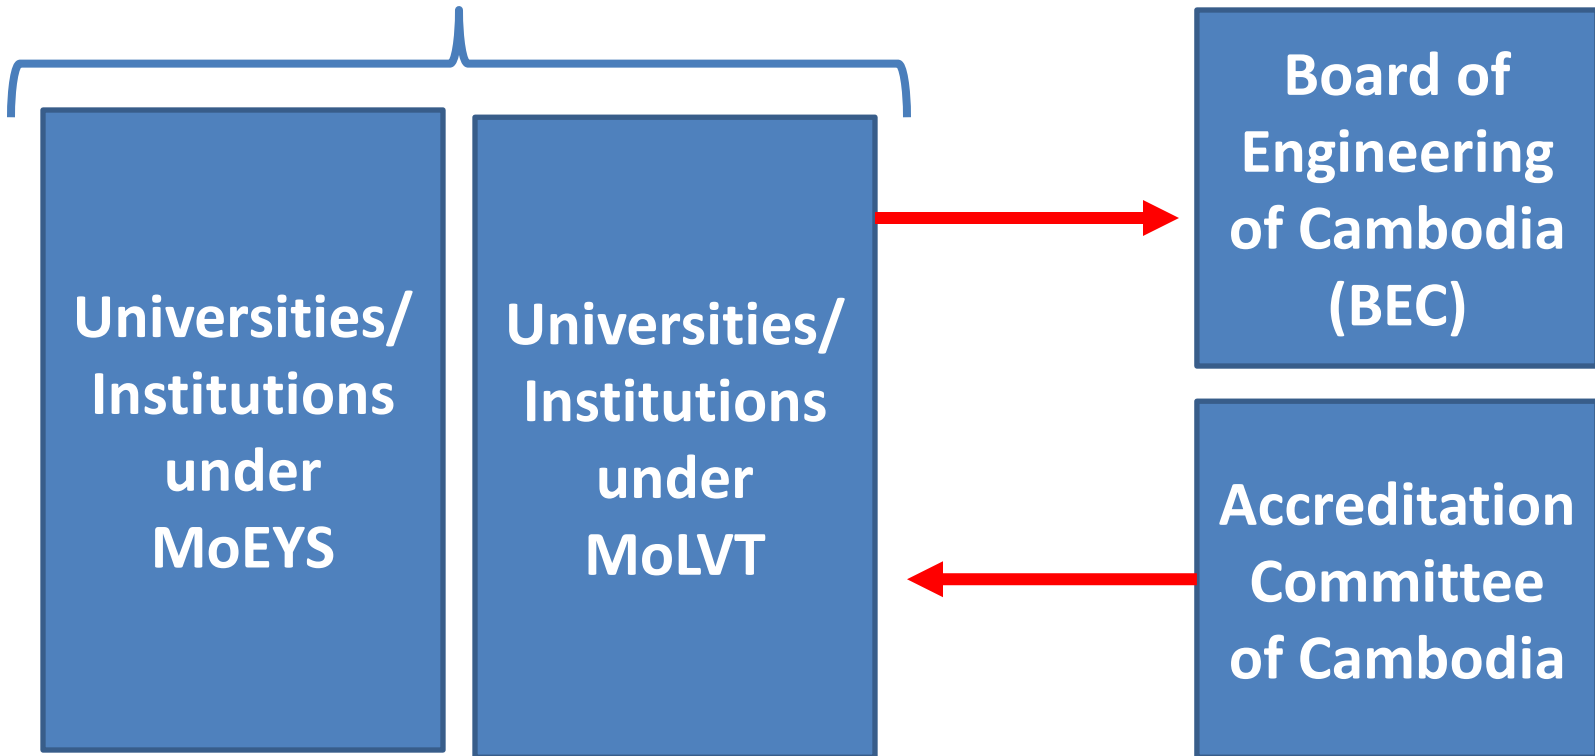 Universities/
Institutions
under
MoEYS
Universities/
Institutions
under
MoLVT
Board of
Engineering
of Cambodia
(BEC)
Accreditation
Committee
of Cambodia